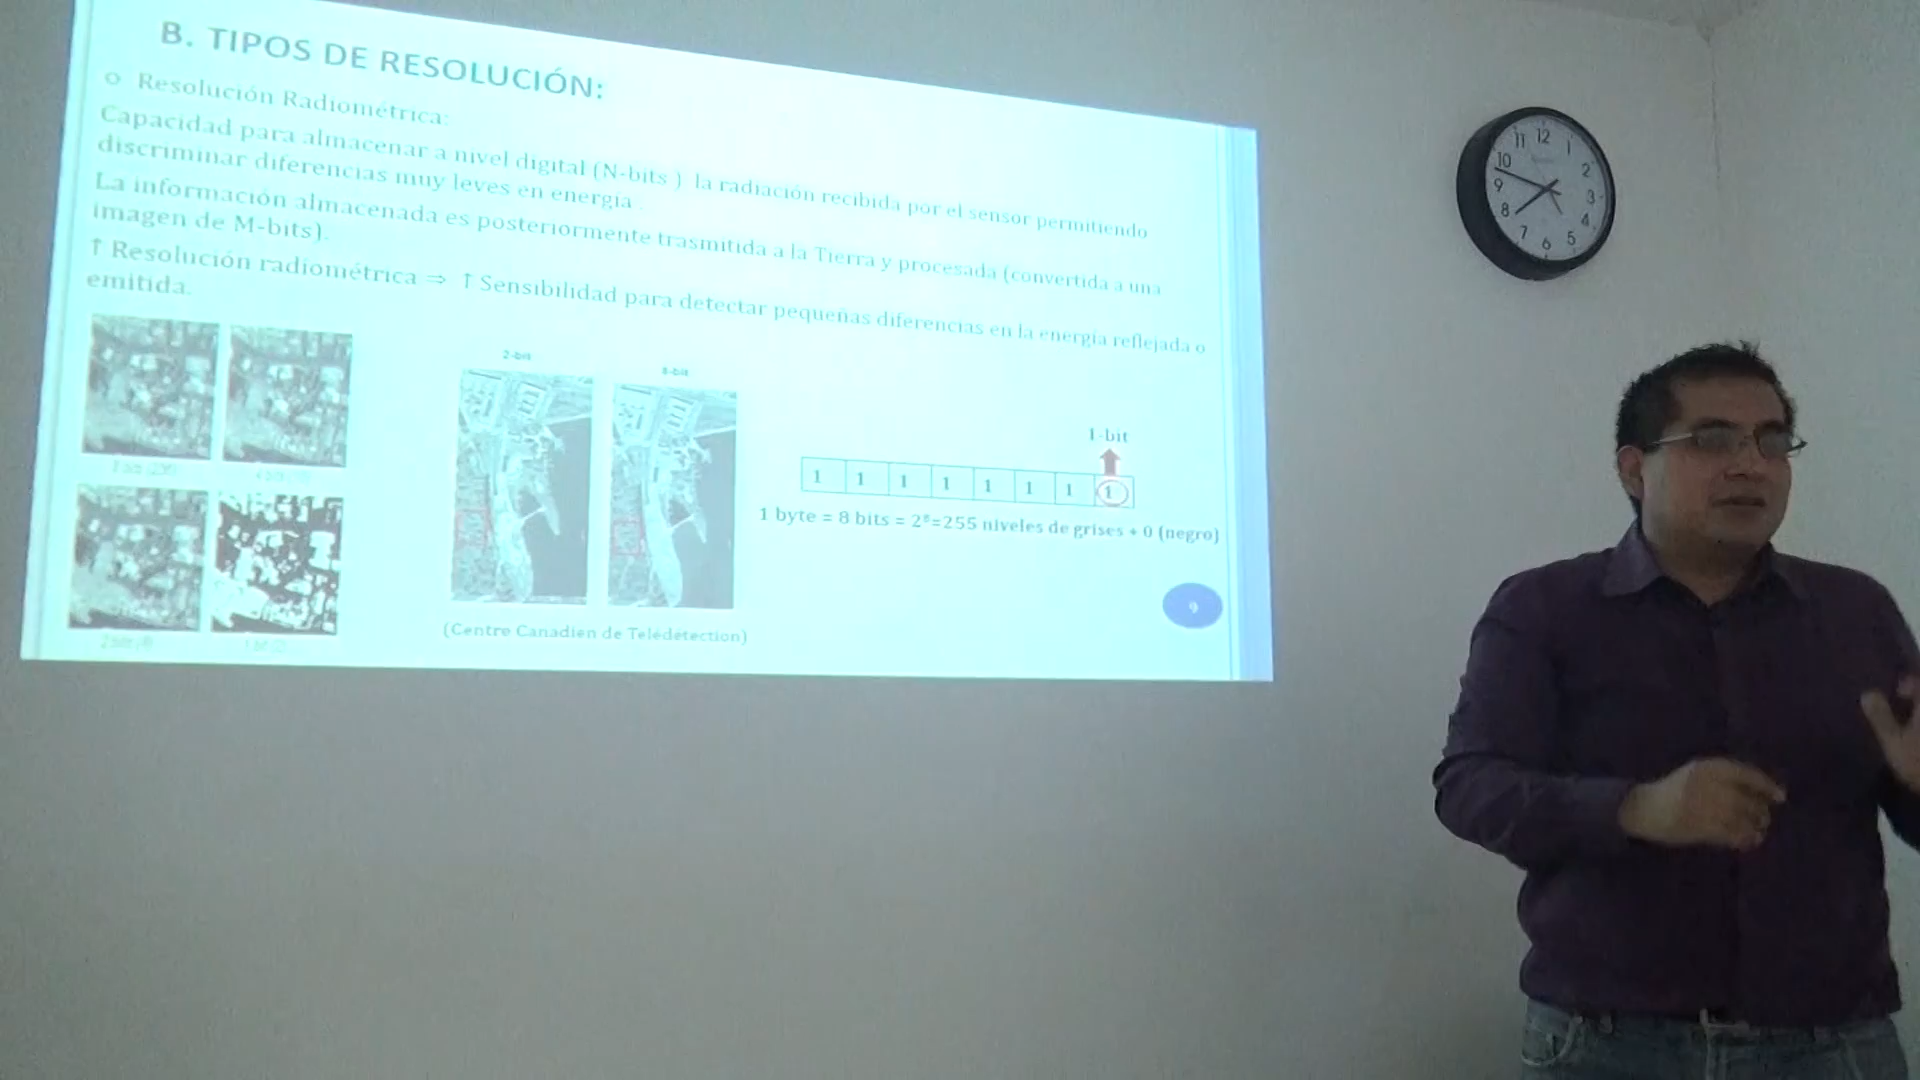 B. TIPOS DE RESOLUCIÓN:
o Resolución Radiométrica:
Capacidad para almacenar a nivel digital (N-bits ) la radiación recibida por el sensor permitiendo
discriminar diferencias muy leves en energía .
La información almacenada es posteriormente trasmitida a la Tierra y procesada (convertida a una
imagen de M-bits).
↑ Resolución radiométrica ⇒ ↑ Sensibilidad para detectar pequeñas diferencias en la energía reflejada o
emitida.
2-bit
8-bit
1-bit
1 1 1 1 1 1 1 1
1 byte = 8 bits = 2⁸=255 niveles de grises + 0 (negro)
(Centre Canadien de Télédétection)
9
12
1
2
3
4
5
6
7
8
9
10
11